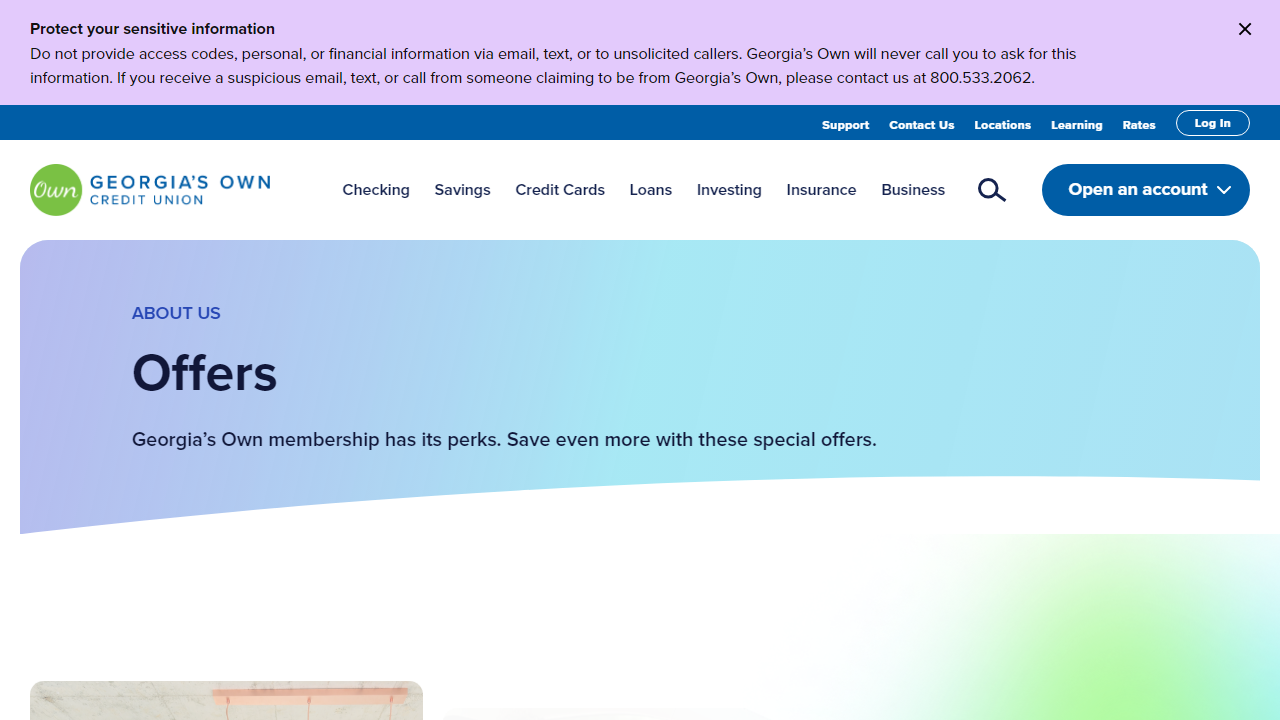 Protect your sensitive information
Do not provide access codes, personal, or financial information via email, text, or to unsolicited callers. Georgia’s Own will never call you to ask for this
information. If you receive a suspicious email, text, or call from someone claiming to be from Georgia’s Own, please contact us at 800.533.2062.
Support Contact Us Locations Learning Rates Log In
Own GEORGIA’S OWN
CREDIT UNION
Checking Savings Credit Cards Loans Investing Insurance Business Open an account
ABOUT US
Offers
Georgia’s Own membership has its perks. Save even more with these special offers.